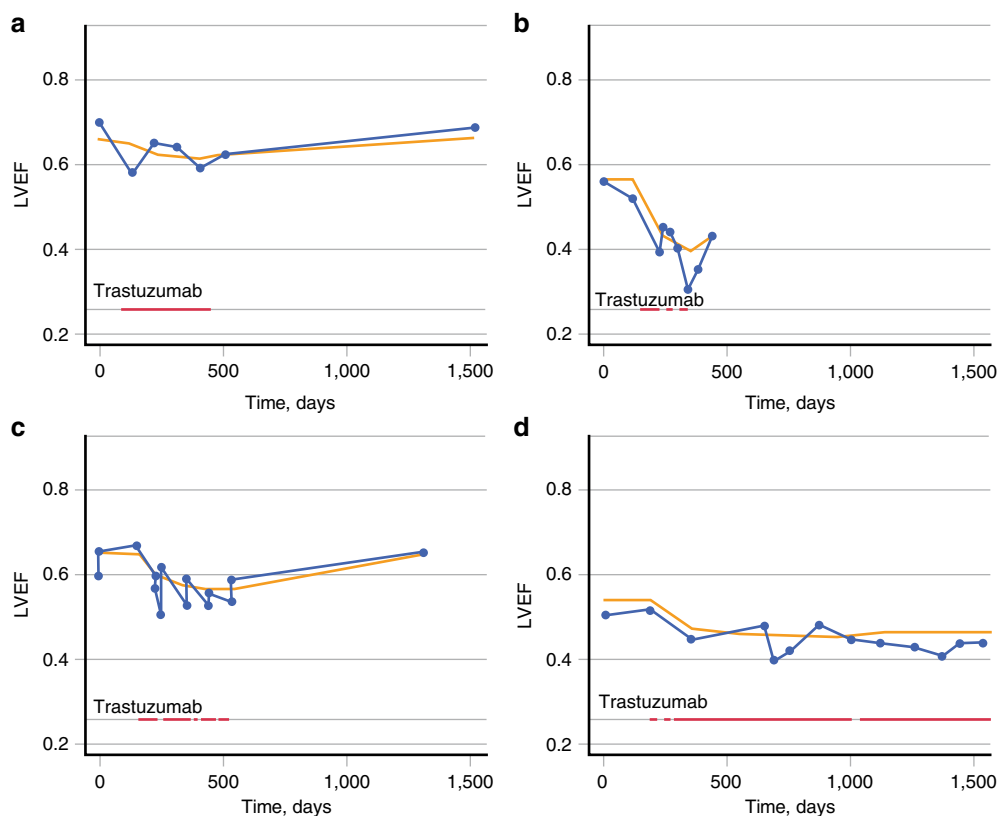 a
0.8
0.6
0.4
0.2
LVEF
Trastuzumab
0 500 1,000 1,500
Time, days
b
0.8
0.6
0.4
0.2
LVEF
Trastuzumab
0 500 1,000 1,500
Time, days
c
0.8
0.6
0.4
0.2
LVEF
Trastuzumab
0 500 1,000 1,500
Time, days
d
0.8
0.6
0.4
0.2
LVEF
Trastuzumab
0 500 1,000 1,500
Time, days